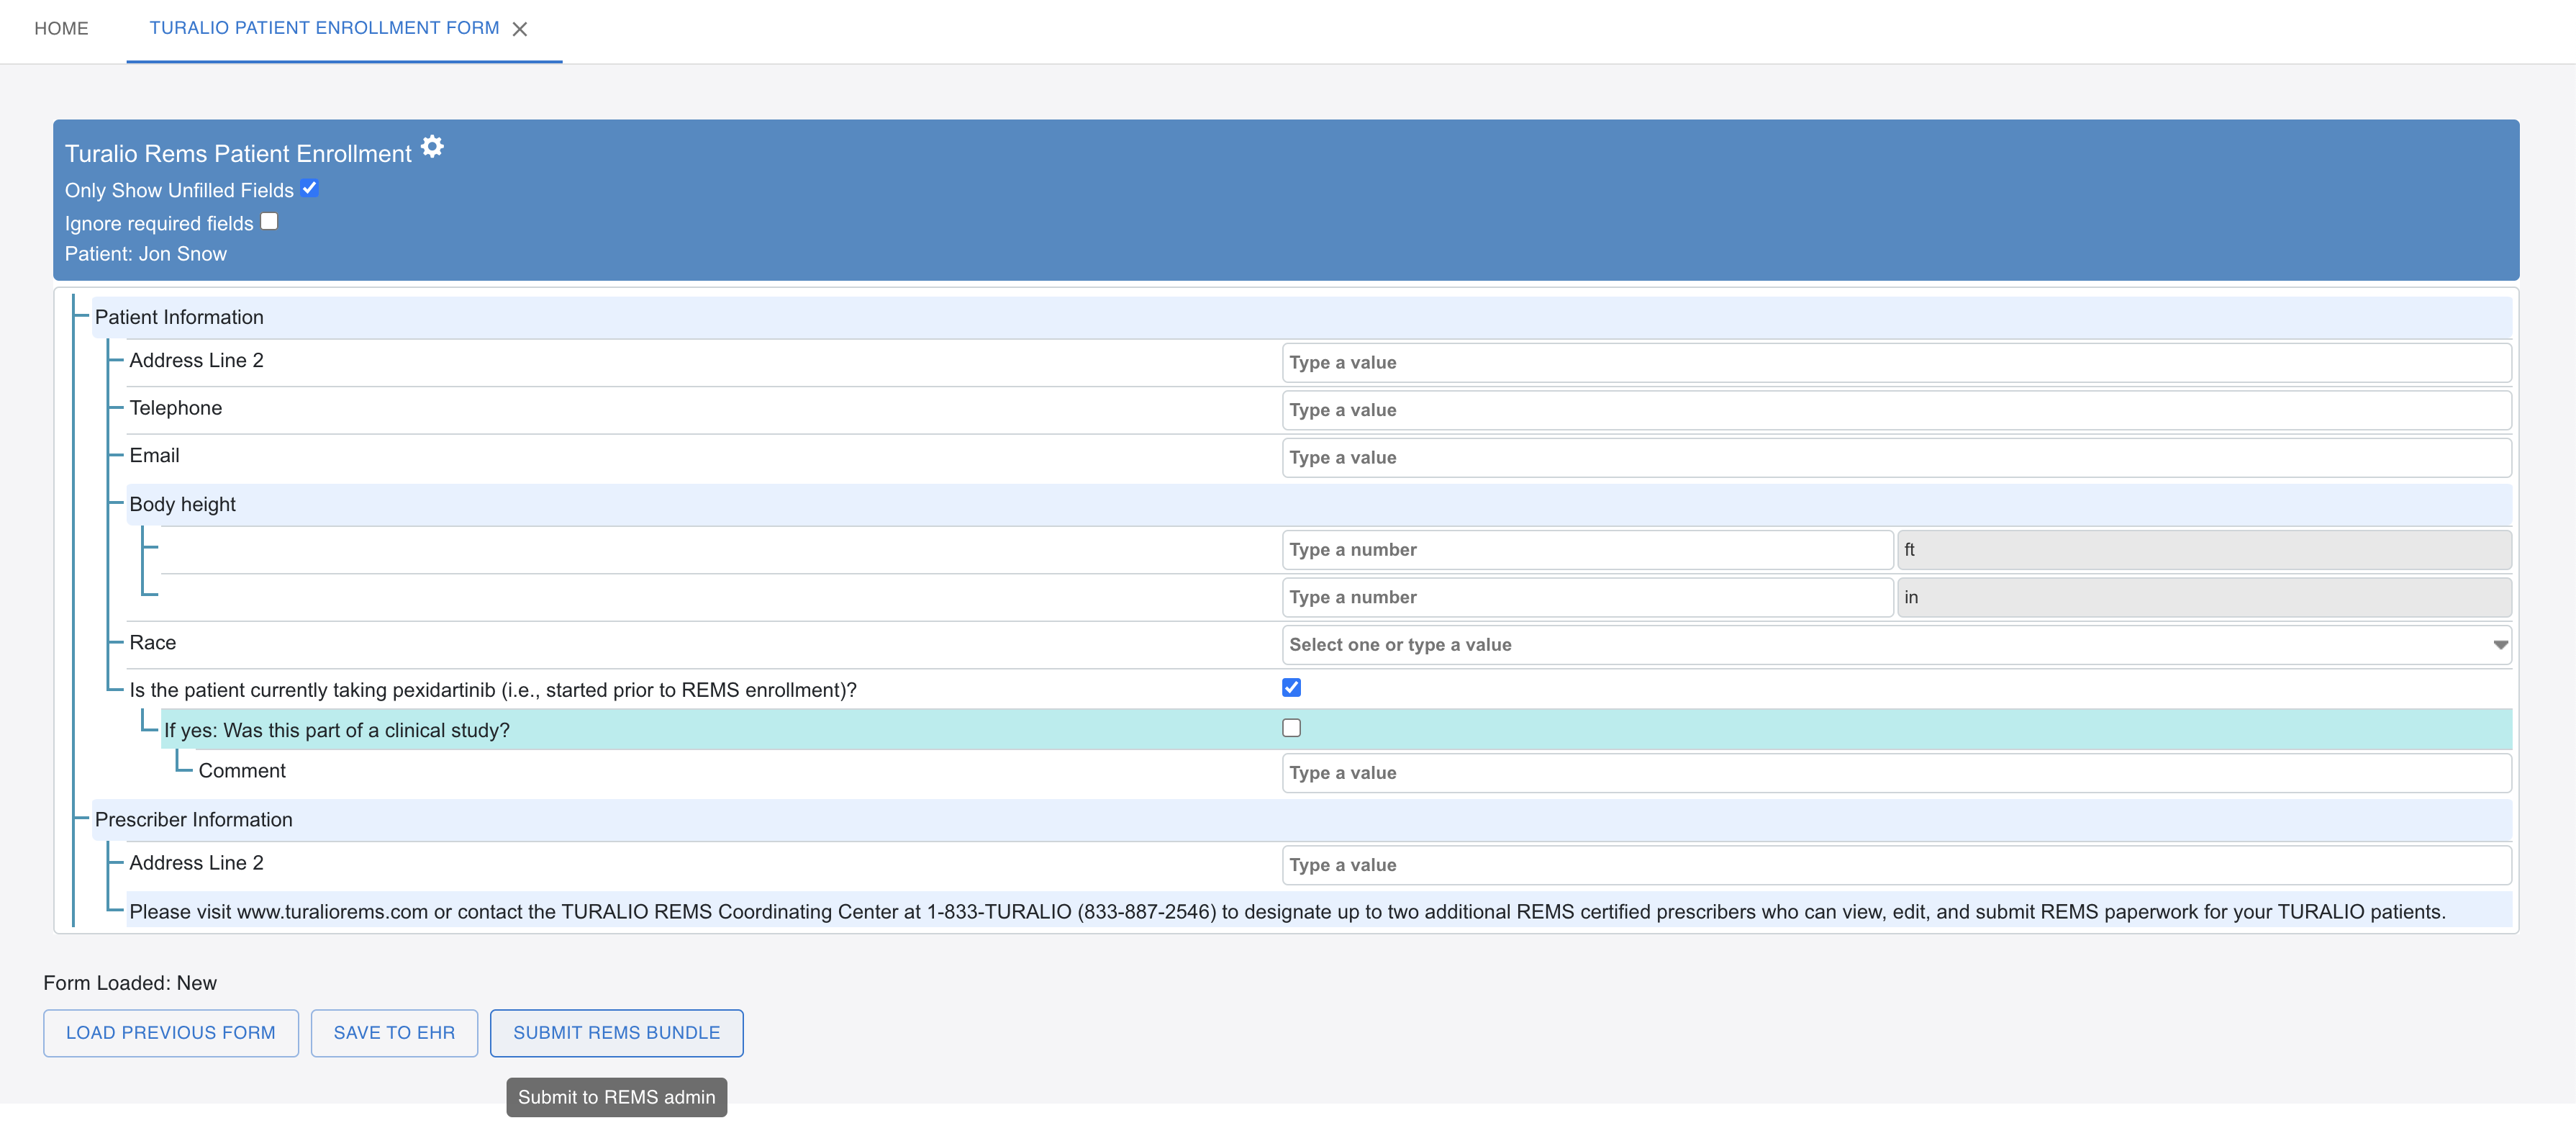 HOME
TURALIO PATIENT ENROLLMENT FORM
Turalio Rems Patient Enrollment
Only Show Unfilled Fields
Ignore required fields
Patient: Jon Snow
Patient Information
Address Line 2 Type a value
Telephone Type a value
Email Type a value
Body height
Type a number ft
Type a number in
Race Select one or type a value
Is the patient currently taking pexidartinib (i.e., started prior to REMS enrollment)?
If yes: Was this part of a clinical study?
Comment Type a value
Prescriber Information
Address Line 2 Type a value
Please visit www.turaliorems.com or contact the TURALIO REMS Coordinating Center at 1-833-TURALIO (833-887-2546) to designate up to two additional REMS certified prescribers who can view, edit, and submit REMS paperwork for your TURALIO patients.
Form Loaded: New
LOAD PREVIOUS FORM SAVE TO EHR SUBMIT REMS BUNDLE
Submit to REMS admin